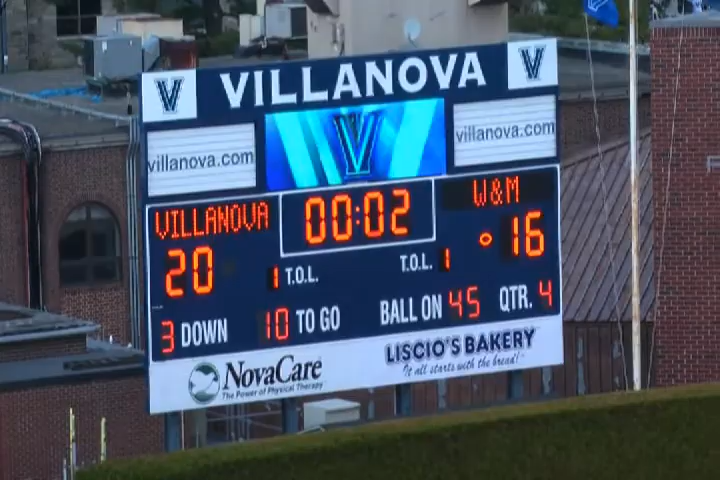 V VILLANOVA V
villanova.com V villanova.com
VILLANOVA 00:02 W&M
20 16
1 T.O.L. T.O.L. 1
3 DOWN 10 TO GO BALL ON 45 QTR. 4
NovaCare LISCIO'S BAKERY
The Power of Physical Therapy It all starts with the bread!